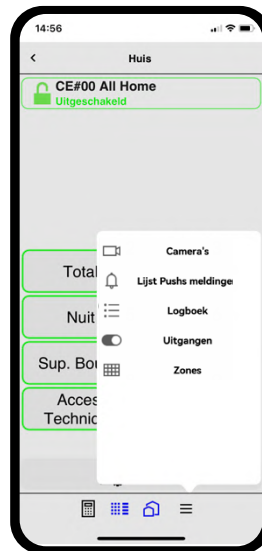 14:56
Huis
CE#00 All Home
Uitgeschakeld
Camera's
Total
Lijst Pushs meldinger
Logboek
Nuit
Uitgangen
Sup. Bou
Zones
Acces
Technic